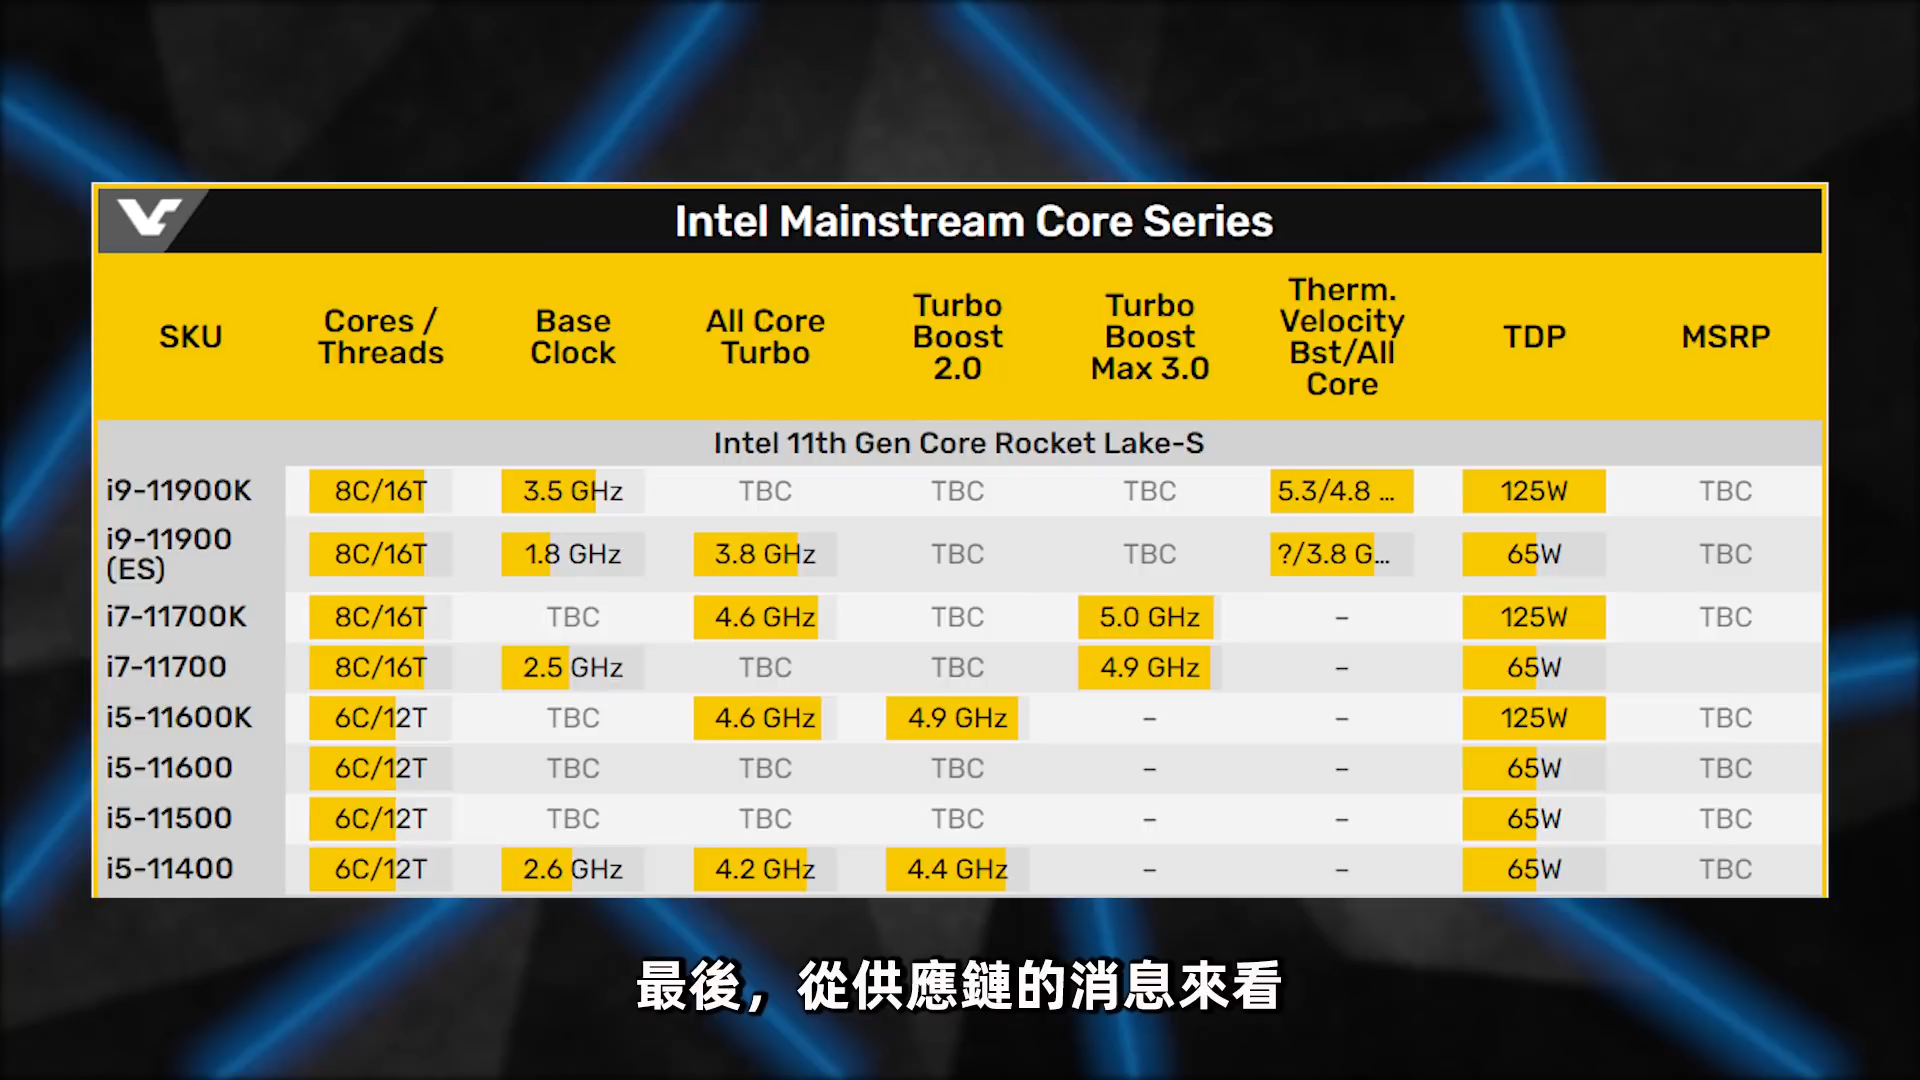 Intel Mainstream Core Series
SKU Cores / Threads Base Clock All Core Turbo Turbo Boost 2.0 Turbo Boost Max 3.0 Therm. Velocity Bst/All Core TDP MSRP
Intel 11th Gen Core Rocket Lake-S
i9-11900K 8C/16T 3.5 GHz TBC TBC TBC 5.3/4.8 ... 125W TBC
i9-11900 (ES) 8C/16T 1.8 GHz 3.8 GHz TBC TBC ?/3.8 G... 65W TBC
i7-11700K 8C/16T TBC 4.6 GHz TBC 5.0 GHz – 125W TBC
i7-11700 8C/16T 2.5 GHz TBC TBC 4.9 GHz – 65W
i5-11600K 6C/12T TBC 4.6 GHz 4.9 GHz – – 125W TBC
i5-11600 6C/12T TBC TBC TBC – – 65W TBC
i5-11500 6C/12T TBC TBC TBC – – 65W TBC
i5-11400 6C/12T 2.6 GHz 4.2 GHz 4.4 GHz – – 65W TBC
最後，從供應鏈的消息來看